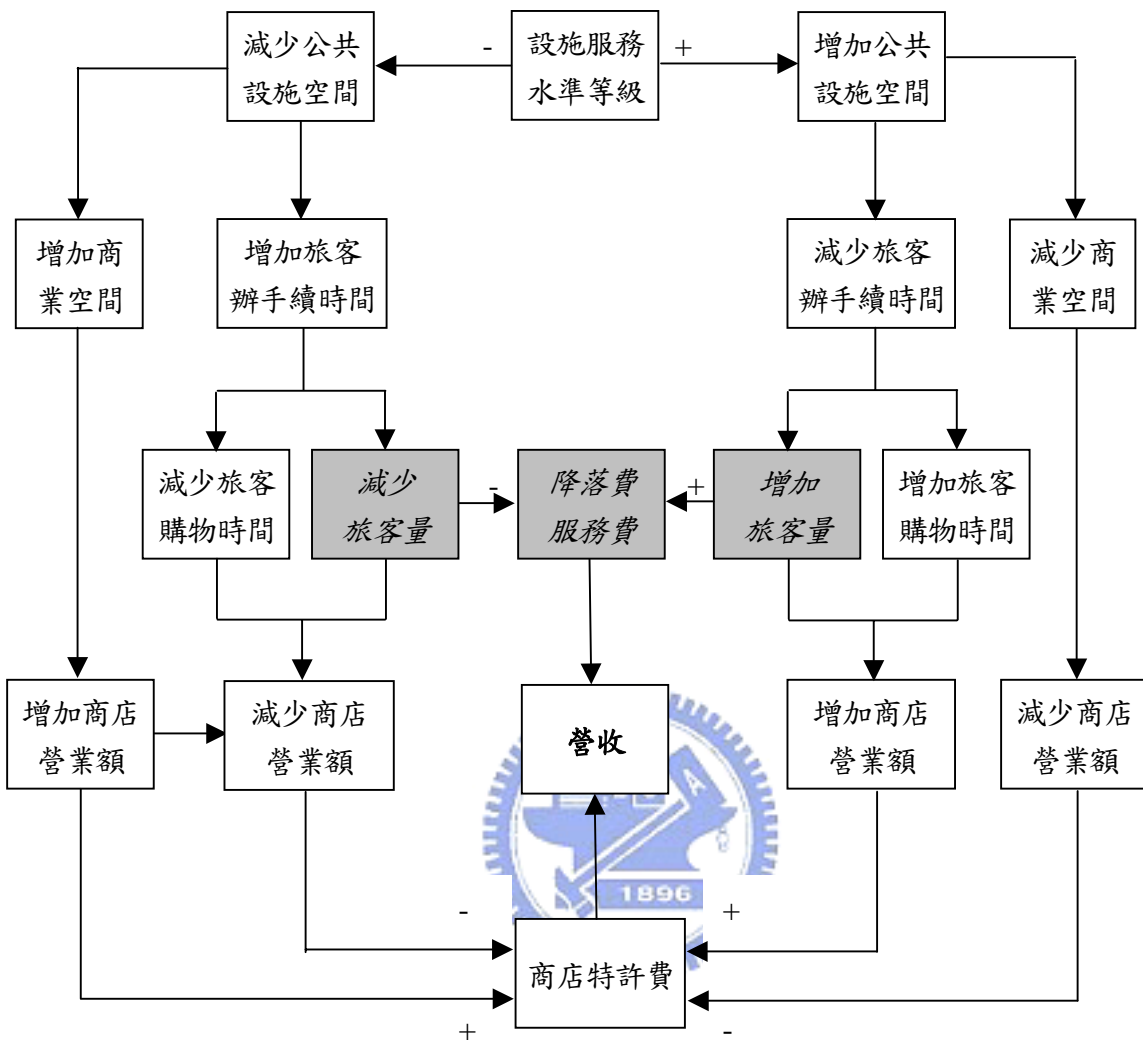 減少公共
設施空間
-
設施服務
水準等級
+
增加公共
設施空間
增加商
業空間
增加旅客
辦手續時間
減少旅客
辦手續時間
減少商
業空間
減少旅客
購物時間
減少
旅客量
-
降落費
服務費
+
增加
旅客量
增加旅客
購物時間
增加商店
營業額
減少商店
營業額
營收
增加商店
營業額
減少商店
營業額
1896
-
+
商店特許費
+
-